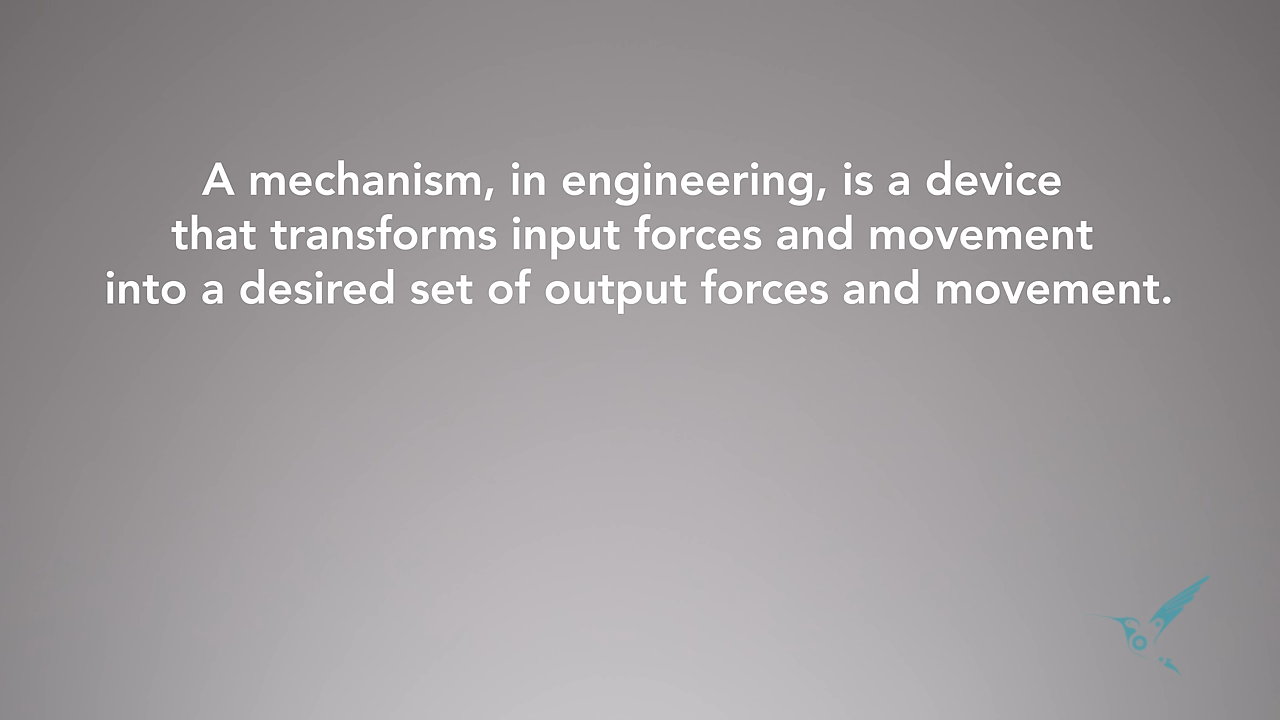 A mechanism, in engineering, is a device
that transforms input forces and movement
into a desired set of output forces and movement.